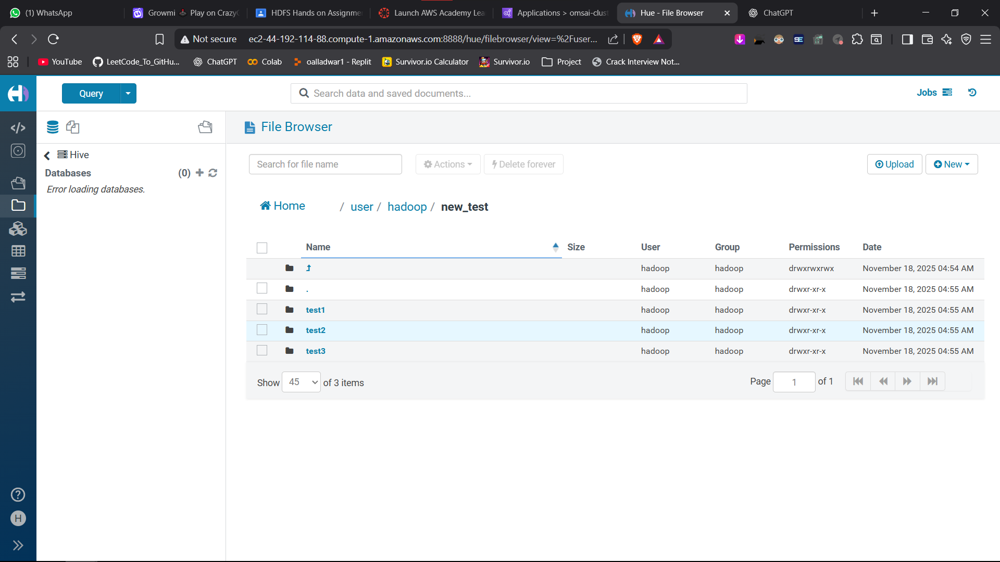 (1) WhatsApp
Growmi
Play on Crazy
HDFS Hands on Assignme
Launch AWS Academy Lea
Applications > omsai-clus
Hue - File Browser
ChatGPT
Not secure ec2-44-192-114-88.compute-1.amazonaws.com:8888/hue/filebrowser/view=%2Fuser...
YouTube
LeetCode_To_GitHu...
ChatGPT
Colab
oalladwar1 - Replit
Survivor.io Calculator
Survivor.io
Project
Crack Interview Not...
Query
Search data and saved documents...
Jobs
File Browser
Hive
Databases (0)
Error loading databases.
Search for file name
Actions
Delete forever
Upload
New
Home / user / hadoop / new_test
Name Size User Group Permissions Date
hadoop hadoop drwxrwxrwx November 18, 2025 04:54 AM
. hadoop hadoop drwxr-xr-x November 18, 2025 04:55 AM
test1 hadoop hadoop drwxr-xr-x November 18, 2025 04:55 AM
test2 hadoop hadoop drwxr-xr-x November 18, 2025 04:55 AM
test3 hadoop hadoop drwxr-xr-x November 18, 2025 04:55 AM
Show 45 of 3 items
Page 1 of 1
H